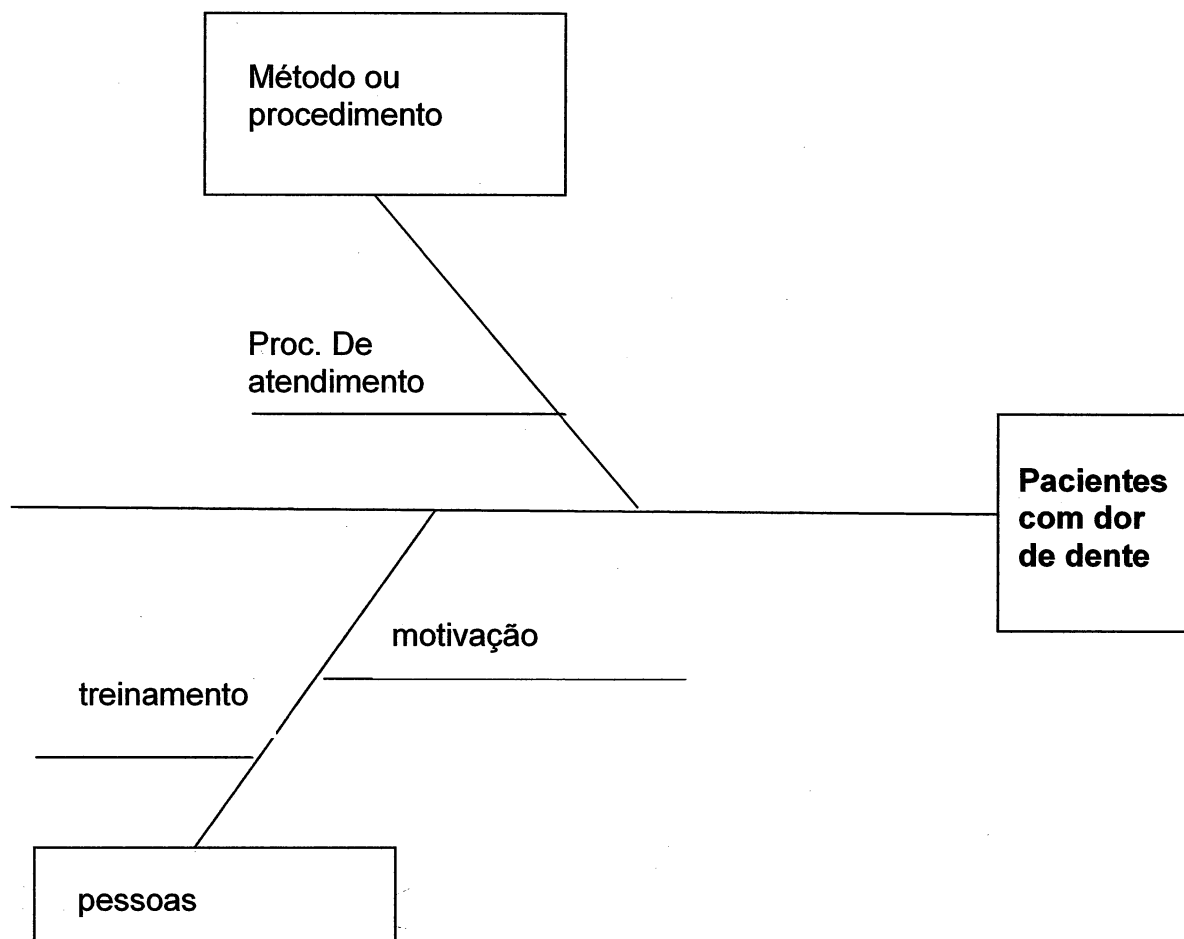 Método ou
procedimento
Proc. De
atendimento
Pacientes
com dor
de dente
motivação
treinamento
pessoas